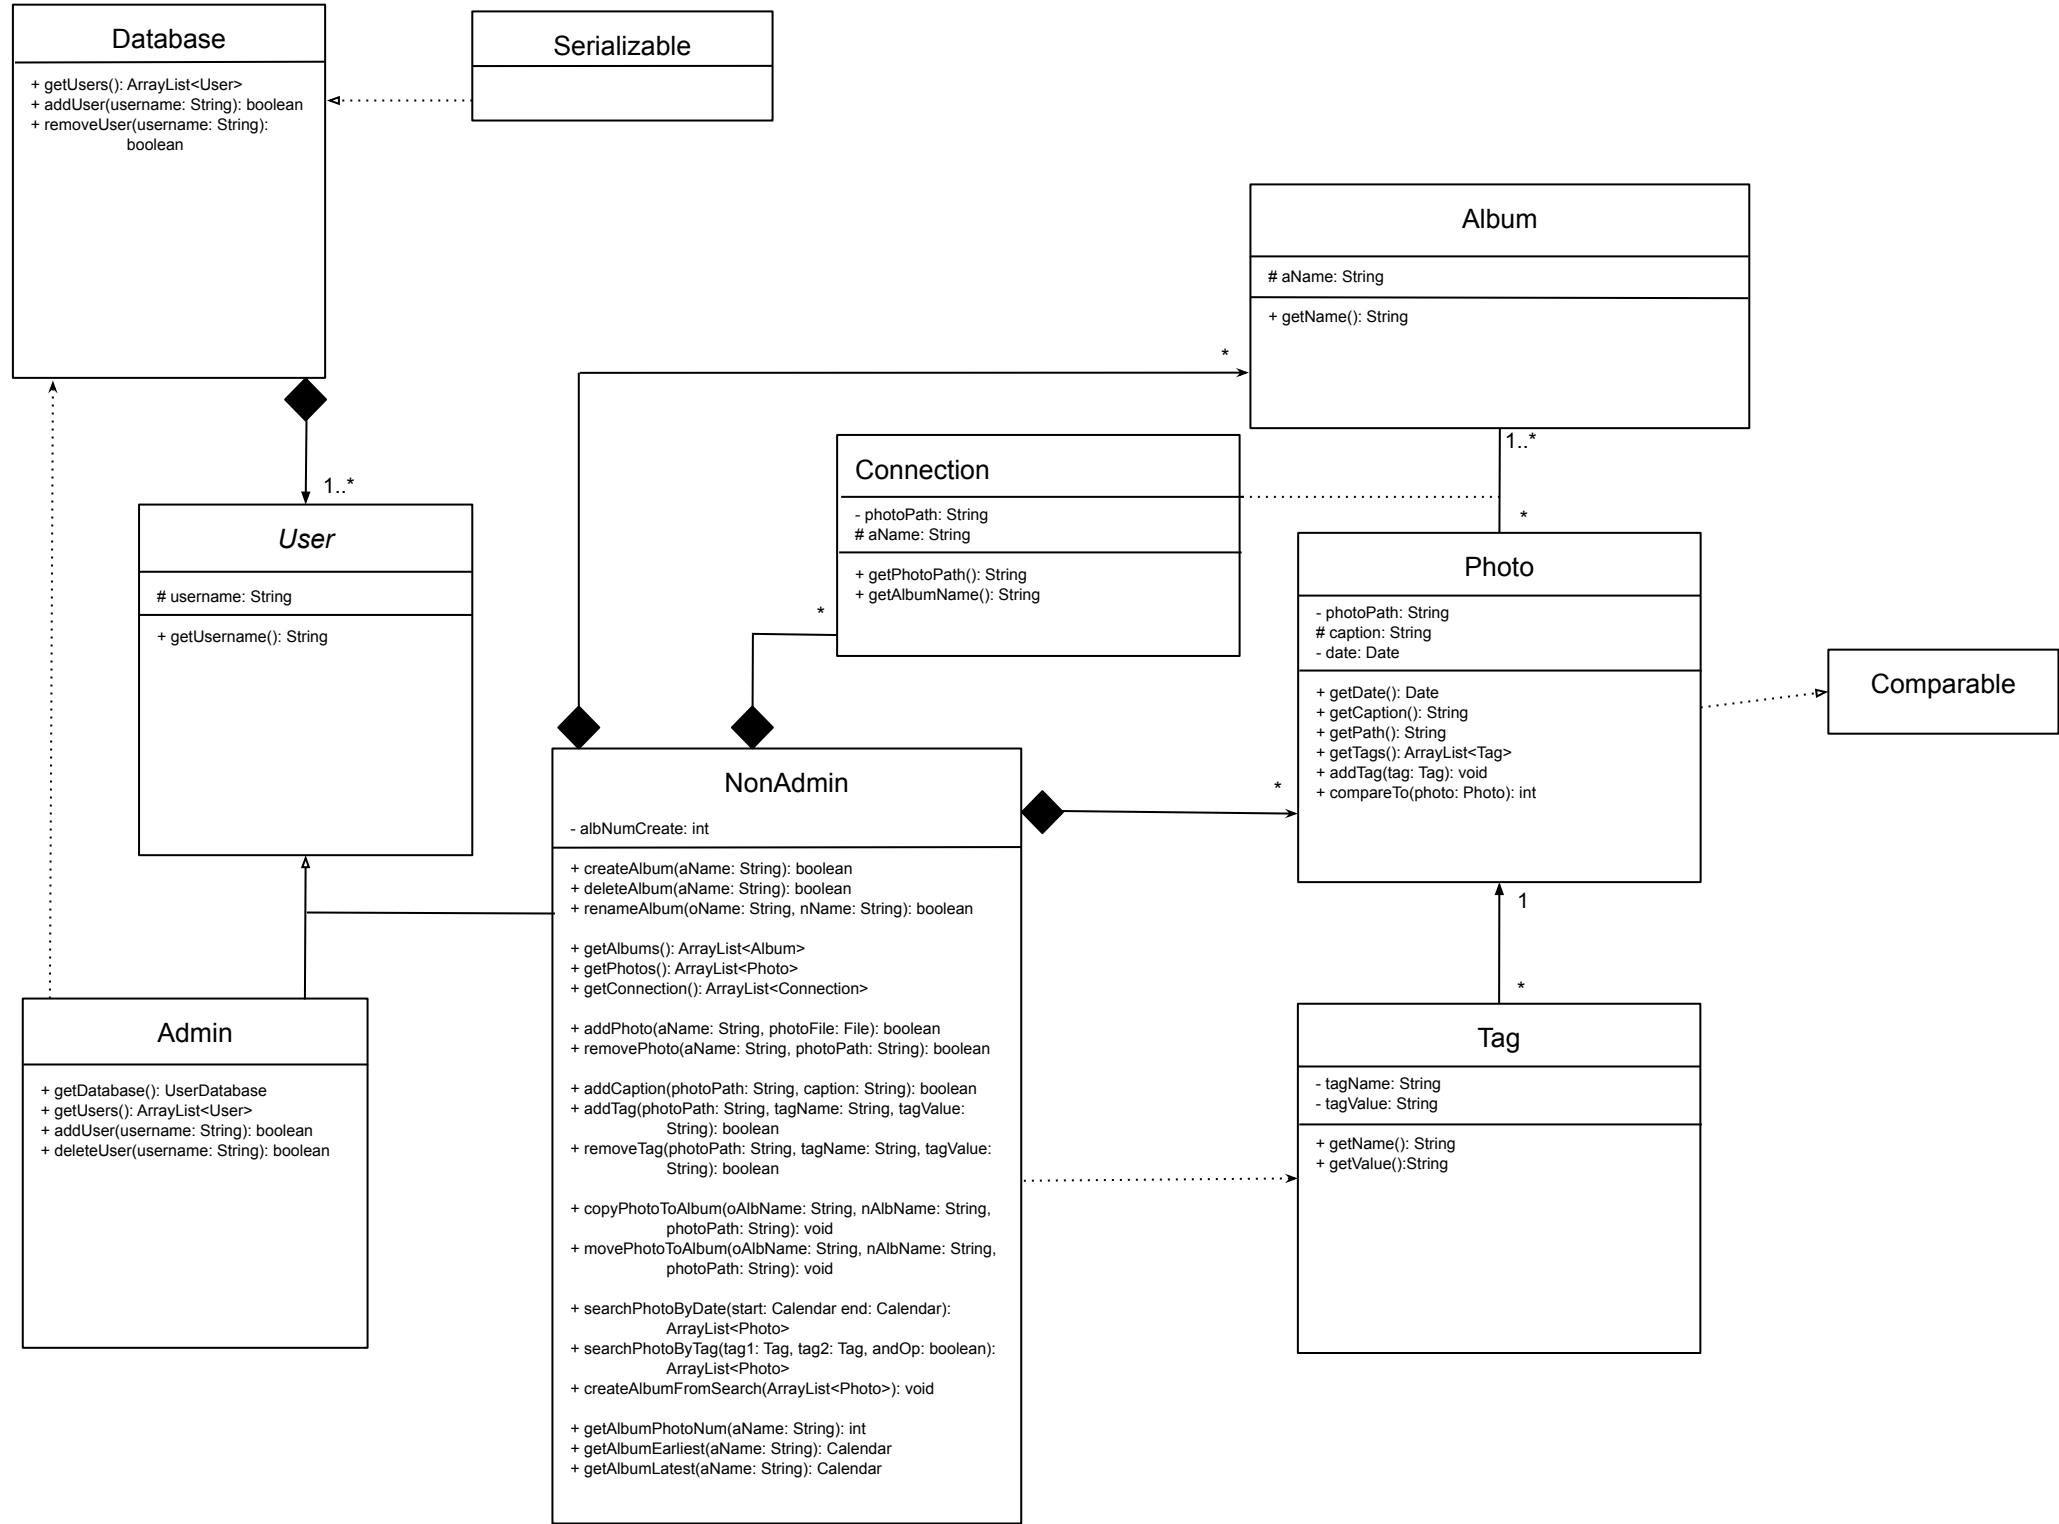 Database
+ getUsers(): ArrayList<User>
+ addUser(username: String): boolean
+ removeUser(username: String):
boolean
Serializable
Album
# aName: String
+ getName(): String
*
1..*
Connection
- photoPath: String
# aName: String
+ getPhotoPath(): String
+ getAlbumName(): String
*
1..*
User
# username: String
+ getUsername(): String
*
Photo
- photoPath: String
# caption: String
- date: Date
+ getDate(): Date
+ getCaption(): String
+ getPath(): String
+ getTags(): ArrayList<Tag>
+ addTag(tag: Tag): void
+ compareTo(photo: Photo): int
Comparable
NonAdmin
- albNumCreate: int
+ createAlbum(aName: String): boolean
+ deleteAlbum(aName: String): boolean
+ renameAlbum(oName: String, nName: String): boolean
+ getAlbums(): ArrayList<Album>
+ getPhotos(): ArrayList<Photo>
+ getConnection(): ArrayList<Connection>
+ addPhoto(aName: String, photoFile: File): boolean
+ removePhoto(aName: String, photoPath: String): boolean
+ addCaption(photoPath: String, caption: String): boolean
+ addTag(photoPath: String, tagName: String, tagValue:
String): boolean
+ removeTag(photoPath: String, tagName: String, tagValue:
String): boolean
+ copyPhotoToAlbum(oAlbName: String, nAlbName: String,
photoPath: String): void
+ movePhotoToAlbum(oAlbName: String, nAlbName: String,
photoPath: String): void
+ searchPhotoByDate(start: Calendar end: Calendar):
ArrayList<Photo>
+ searchPhotoByTag(tag1: Tag, tag2: Tag, andOp: boolean):
ArrayList<Photo>
+ createAlbumFromSearch(ArrayList<Photo>): void
+ getAlbumPhotoNum(aName: String): int
+ getAlbumEarliest(aName: String): Calendar
+ getAlbumLatest(aName: String): Calendar
*
1
*
Admin
+ getDatabase(): UserDatabase
+ getUsers(): ArrayList<User>
+ addUser(username: String): boolean
+ deleteUser(username: String): boolean
Tag
- tagName: String
- tagValue: String
+ getName(): String
+ getValue():String